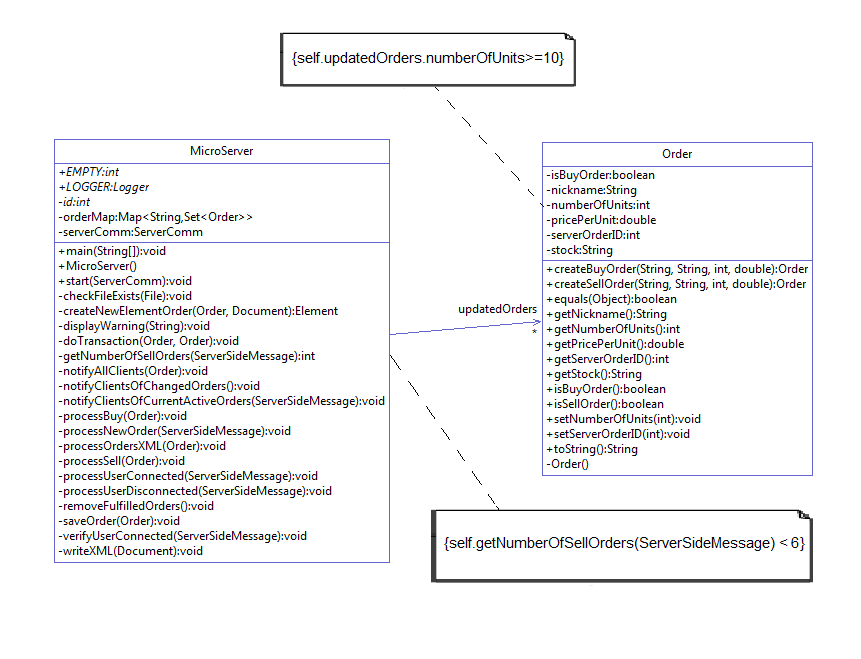 {self.updatedOrders.numberOfUnits>=10}
MicroServer
+EMPTY:int
+LOGGER:Logger
-id:int
-orderMap:Map<String,Set<Order>>
-serverComm:ServerComm
+main(String[]):void
+MicroServer()
+start(ServerComm):void
-checkFileExists(File):void
-createNewElementOrder(Order, Document):Element
-displayWarning(String):void
-doTransaction(Order, Order):void
-getNumberOfSellOrders(ServerSideMessage):int
-notifyAllClients(Order):void
-notifyClientsOfChangedOrders():void
-notifyClientsOfCurrentActiveOrders(ServerSideMessage):void
-processBuy(Order):void
-processNewOrder(ServerSideMessage):void
-processOrdersXML(Order):void
-processSell(Order):void
-processUserConnected(ServerSideMessage):void
-processUserDisconnected(ServerSideMessage):void
-removeFulfilledOrders():void
-saveOrder(Order):void
-verifyUserConnected(ServerSideMessage):void
-writeXML(Document):void
updatedOrders
*
Order
-isBuyOrder:boolean
-nickname:String
-numberOfUnits:int
-pricePerUnit:double
-serverOrderID:int
-stock:String
+createBuyOrder(String, String, int, double):Order
+createSellOrder(String, String, int, double):Order
+equals(Object):boolean
+getNickname():String
+getNumberOfUnits():int
+getPricePerUnit():double
+getServerOrderID():int
+getStock():String
+isBuyOrder():boolean
+isSellOrder():boolean
+setNumberOfUnits(int):void
+setServerOrderID(int):void
+toString():String
-Order()
{self.getNumberOfSellOrders(ServerSideMessage) < 6}